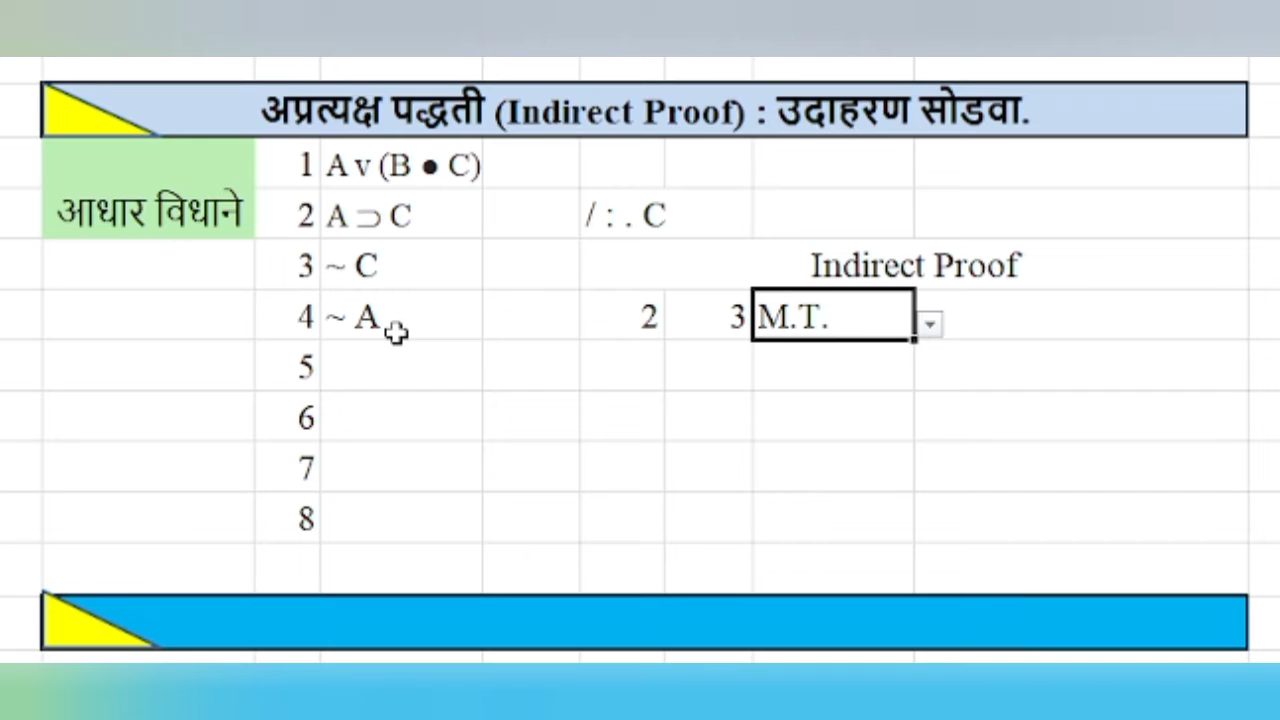 अप्रत्यक्ष पद्धती (Indirect Proof) : उदाहरण सोडवा.
आधार विधाने
1 A v (B ● C)
2 A ⊃ C / : . C
3 ~ C Indirect Proof
4 ~ A 2 3 M.T.
5
6
7
8